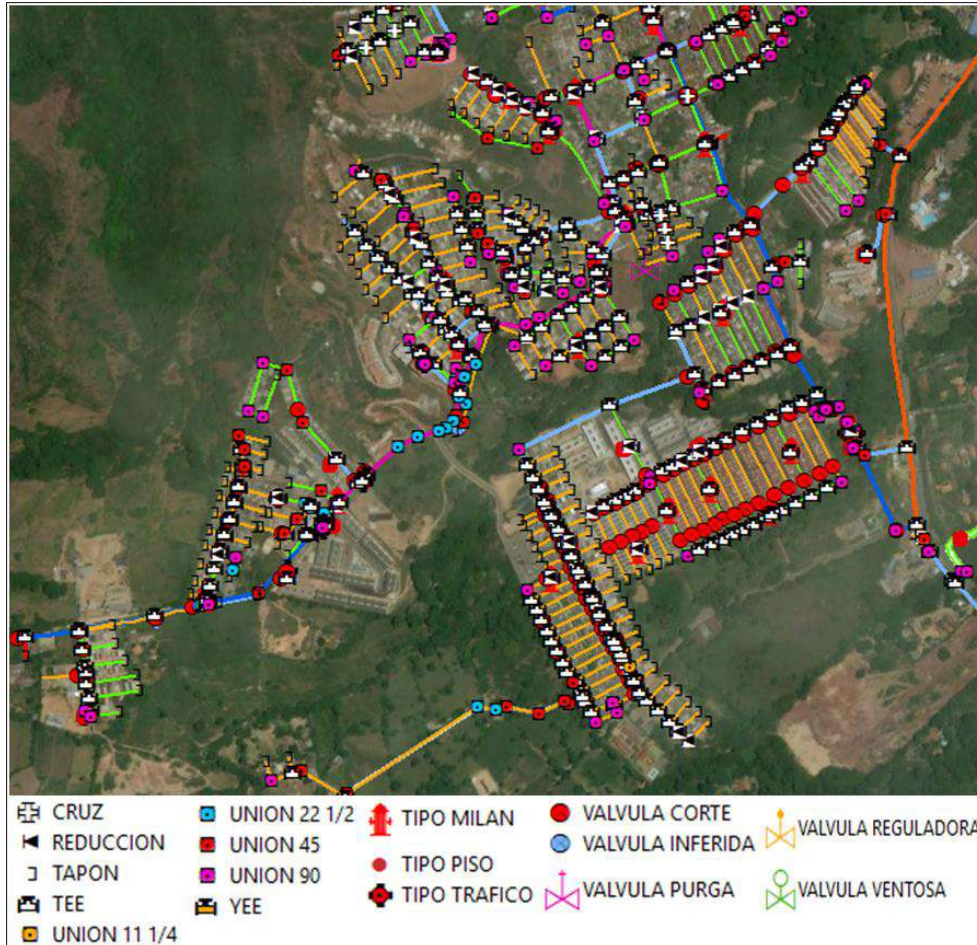 CRUZ
REDUCCION
TAPON
TEE
UNION 11 1/4
UNION 22 1/2
UNION 45
UNION 90
YEE
TIPO MILAN
TIPO PISO
TIPO TRAFICO
VALVULA CORTE
VALVULA INFERIDA
VALVULA PURGA
VALVULA REGULADORA
VALVULA VENTOSA